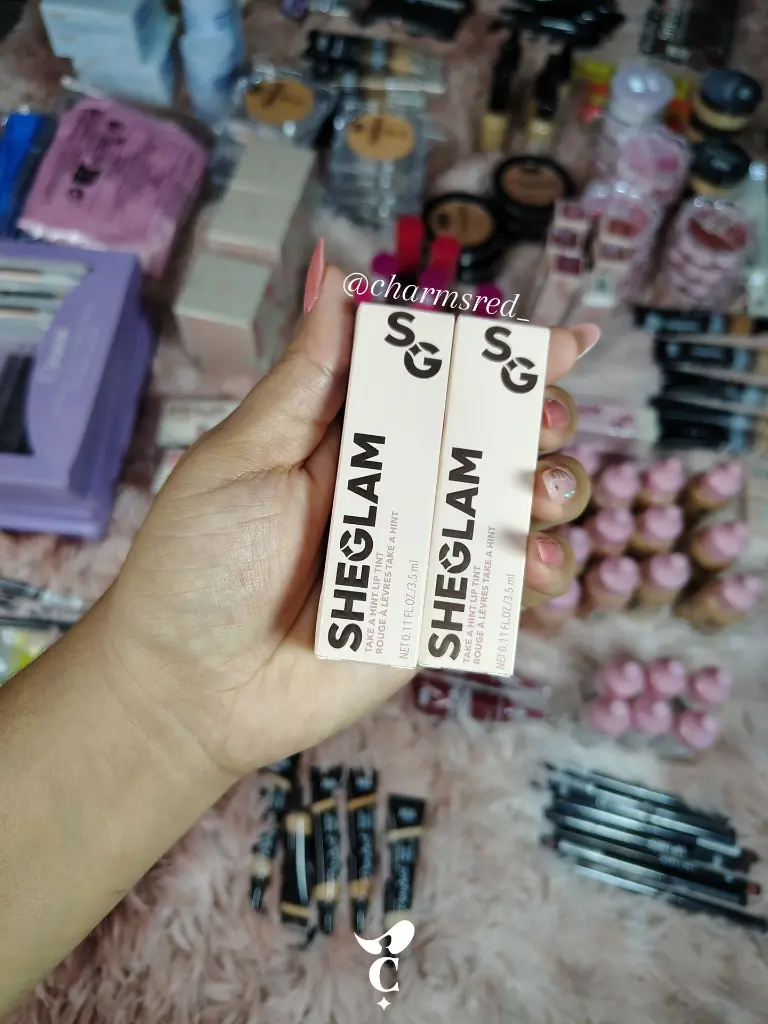 @charmsred_
SG
SHEGLAM
TAKE A HINT LIP TINT
ROUGE À LÈVRES TAKE A HINT
NET 0.11 FL.OZ/3.5 ml
SG
SHEGLAM
TAKE A HINT LIP TINT
ROUGE À LÈVRES TAKE A HINT
NET 0.11 FL.OZ/3.5 ml
C